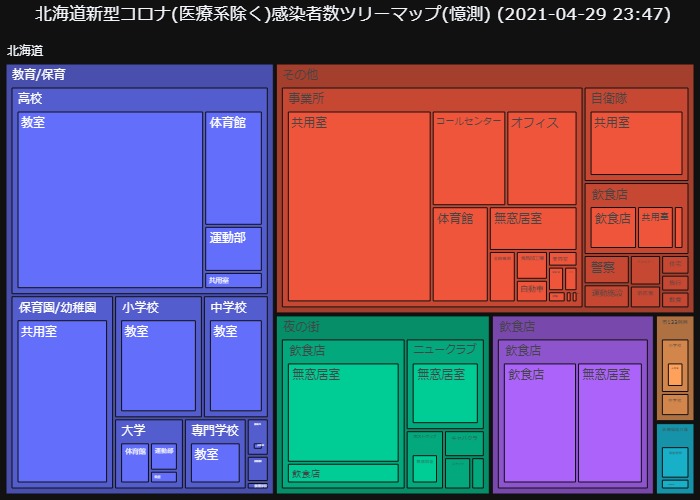 北海道新型コロナ(医療系除く)感染者数ツリーマップ(憶測) (2021-04-29 23:47)
北海道
教育/保育
高校
教室
体育館
運動部
共用室
保育園/幼稚園
共用室
小学校
教室
中学校
教室
大学
体育館
運動部
専門学校
教室
その他
事業所
共用室
コールセンター
オフィス
体育館
無窓居室
自動車
自衛隊
共用室
飲食店
飲食店
共用室
警察
運動施設
夜の街
飲食店
無窓居室
飲食店
ニュークラブ
無窓居室
飲食店
飲食店
飲食店
無窓居室